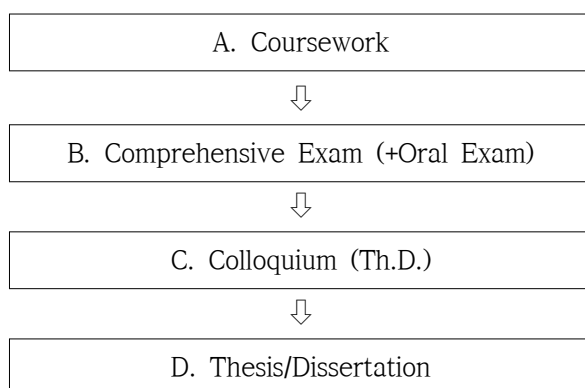 A. Coursework
⇩
B. Comprehensive Exam (+Oral Exam)
⇩
C. Colloquium (Th.D.)
⇩
D. Thesis/Dissertation